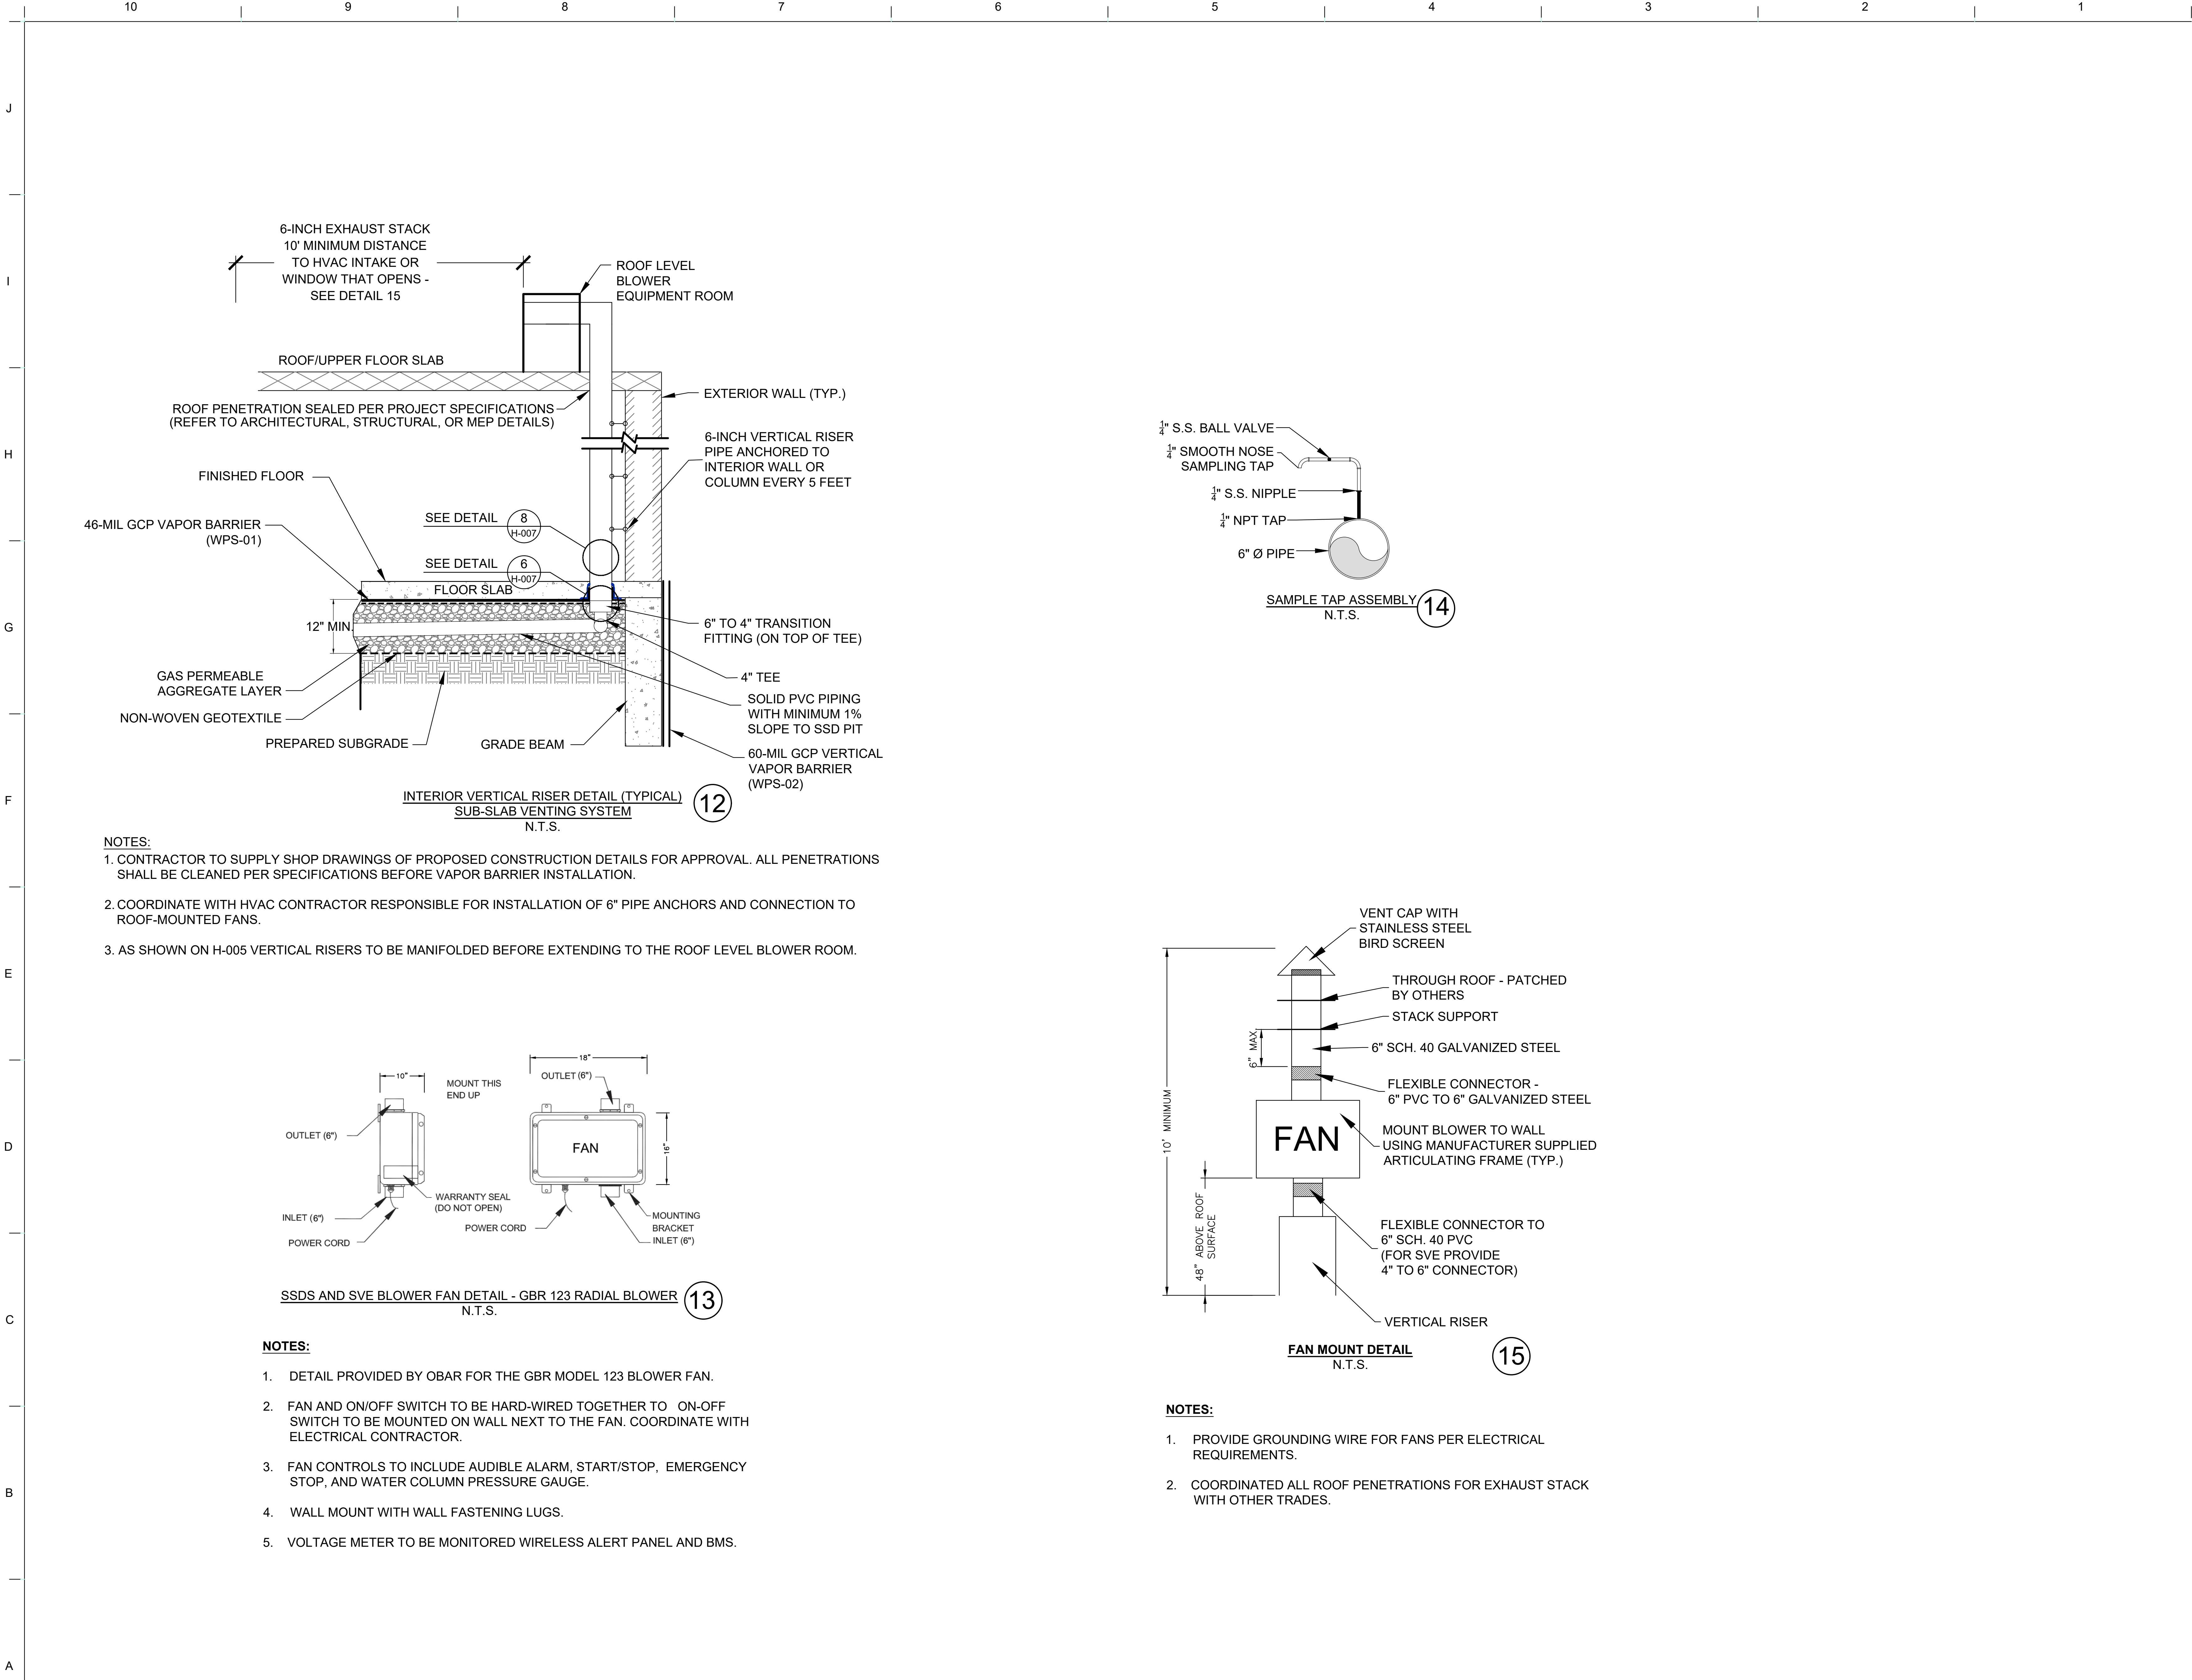 10 9 8 7 6 5 4 3 2 1
J
I
H
G
F
E
D
C
B
A
6-INCH EXHAUST STACK
10' MINIMUM DISTANCE
TO HVAC INTAKE OR
WINDOW THAT OPENS -
SEE DETAIL 15
ROOF LEVEL
BLOWER
EQUIPMENT ROOM
ROOF/UPPER FLOOR SLAB
ROOF PENETRATION SEALED PER PROJECT SPECIFICATIONS
(REFER TO ARCHITECTURAL, STRUCTURAL, OR MEP DETAILS)
EXTERIOR WALL (TYP.)
6-INCH VERTICAL RISER
PIPE ANCHORED TO
INTERIOR WALL OR
COLUMN EVERY 5 FEET
FINISHED FLOOR
46-MIL GCP VAPOR BARRIER
(WPS-01)
SEE DETAIL 8
H-007
SEE DETAIL 6
H-007
FLOOR SLAB
12" MIN.
6" TO 4" TRANSITION
FITTING (ON TOP OF TEE)
4" TEE
GAS PERMEABLE
AGGREGATE LAYER
SOLID PVC PIPING
WITH MINIMUM 1%
SLOPE TO SSD PIT
NON-WOVEN GEOTEXTILE
PREPARED SUBGRADE
GRADE BEAM
60-MIL GCP VERTICAL
VAPOR BARRIER
(WPS-02)
INTERIOR VERTICAL RISER DETAIL (TYPICAL)
SUB-SLAB VENTING SYSTEM
N.T.S.
12
NOTES:
1. CONTRACTOR TO SUPPLY SHOP DRAWINGS OF PROPOSED CONSTRUCTION DETAILS FOR APPROVAL. ALL PENETRATIONS
SHALL BE CLEANED PER SPECIFICATIONS BEFORE VAPOR BARRIER INSTALLATION.
2. COORDINATE WITH HVAC CONTRACTOR RESPONSIBLE FOR INSTALLATION OF 6" PIPE ANCHORS AND CONNECTION TO
ROOF-MOUNTED FANS.
3. AS SHOWN ON H-005 VERTICAL RISERS TO BE MANIFOLDED BEFORE EXTENDING TO THE ROOF LEVEL BLOWER ROOM.
10"
MOUNT THIS
END UP
18"
OUTLET (6")
OUTLET (6")
FAN
16"
WARRANTY SEAL
(DO NOT OPEN)
INLET (6")
POWER CORD
POWER CORD
MOUNTING
BRACKET
INLET (6")
SSDS AND SVE BLOWER FAN DETAIL - GBR 123 RADIAL BLOWER
N.T.S.
13
NOTES:
1. DETAIL PROVIDED BY OBAR FOR THE GBR MODEL 123 BLOWER FAN.
2. FAN AND ON/OFF SWITCH TO BE HARD-WIRED TOGETHER TO ON-OFF
SWITCH TO BE MOUNTED ON WALL NEXT TO THE FAN. COORDINATE WITH
ELECTRICAL CONTRACTOR.
3. FAN CONTROLS TO INCLUDE AUDIBLE ALARM, START/STOP, EMERGENCY
STOP, AND WATER COLUMN PRESSURE GAUGE.
4. WALL MOUNT WITH WALL FASTENING LUGS.
5. VOLTAGE METER TO BE MONITORED WIRELESS ALERT PANEL AND BMS.
1/4" S.S. BALL VALVE
1/4" SMOOTH NOSE
SAMPLING TAP
1/4" S.S. NIPPLE
1/4" NPT TAP
6" Ø PIPE
SAMPLE TAP ASSEMBLY
N.T.S.
14
VENT CAP WITH
STAINLESS STEEL
BIRD SCREEN
THROUGH ROOF - PATCHED
BY OTHERS
STACK SUPPORT
6" MAX
6" SCH. 40 GALVANIZED STEEL
FLEXIBLE CONNECTOR -
6" PVC TO 6" GALVANIZED STEEL
10' MINIMUM
FAN
MOUNT BLOWER TO WALL
USING MANUFACTURER SUPPLIED
ARTICULATING FRAME (TYP.)
48" ABOVE ROOF
SURFACE
FLEXIBLE CONNECTOR TO
6" SCH. 40 PVC
(FOR SVE PROVIDE
4" TO 6" CONNECTOR)
VERTICAL RISER
FAN MOUNT DETAIL
N.T.S.
15
NOTES:
1. PROVIDE GROUNDING WIRE FOR FANS PER ELECTRICAL
REQUIREMENTS.
2. COORDINATED ALL ROOF PENETRATIONS FOR EXHAUST STACK
WITH OTHER TRADES.